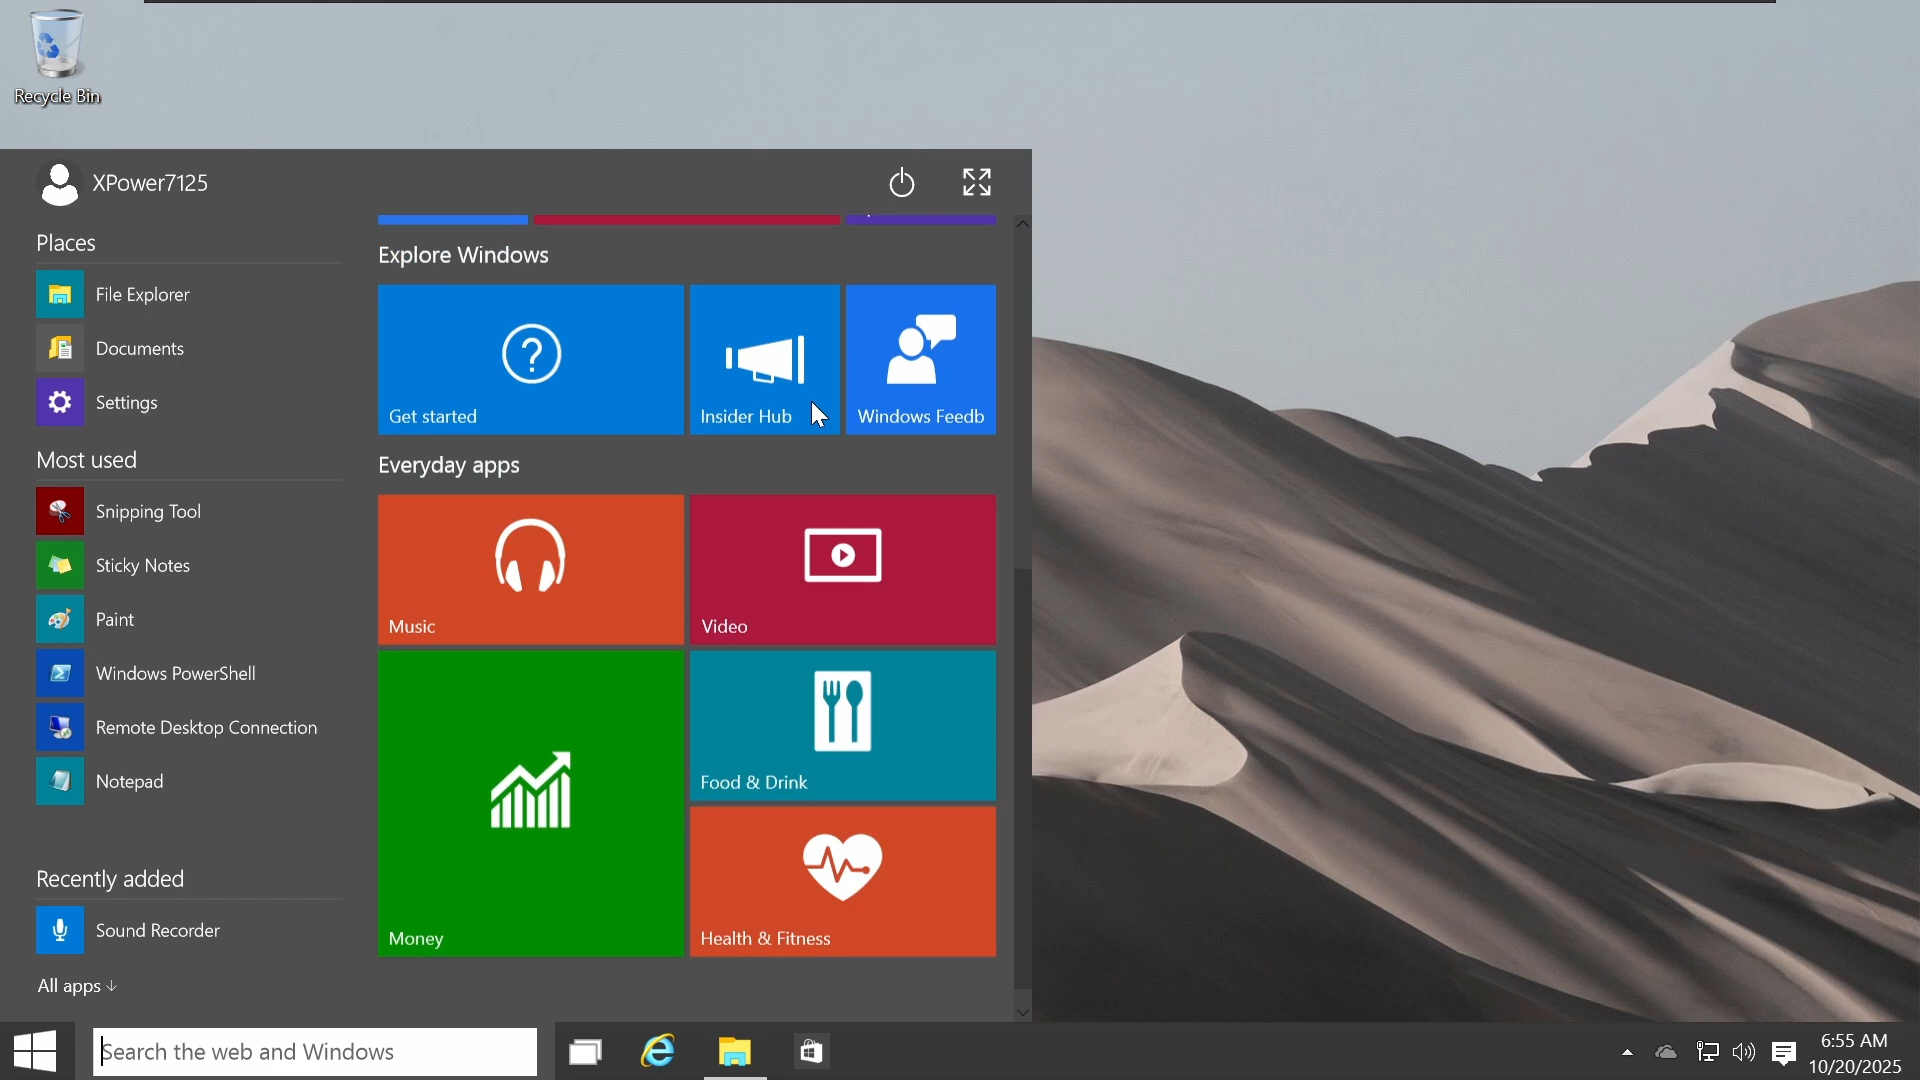 Recycle Bin
XPower7125
Places
File Explorer
Documents
Settings
Most used
Snipping Tool
Sticky Notes
Paint
Windows PowerShell
Remote Desktop Connection
Notepad
Recently added
Sound Recorder
All apps
Explore Windows
Get started
Insider Hub
Windows Feedb
Everyday apps
Music
Video
Money
Food & Drink
Health & Fitness
Search the web and Windows
6:55 AM
10/20/2025